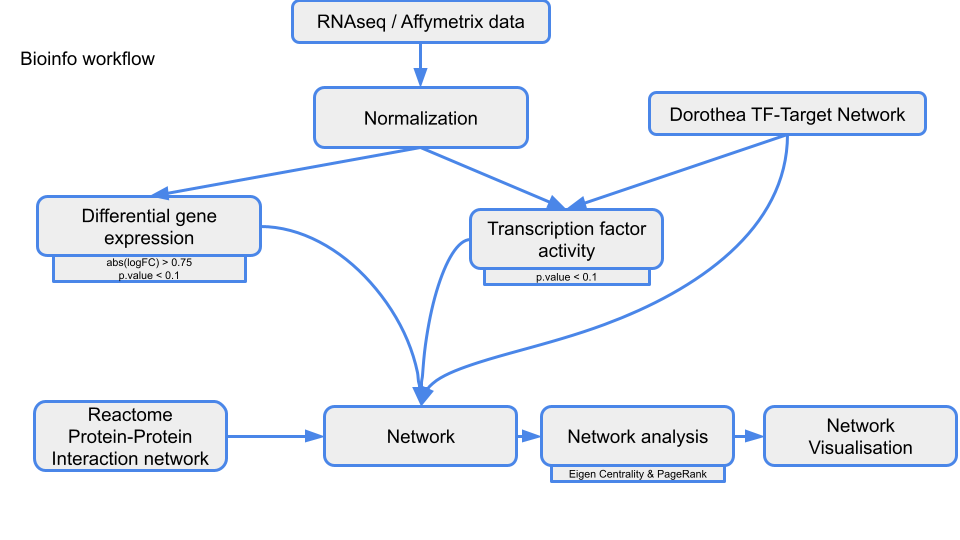 RNAseq / Affymetrix data
Bioinfo workflow
Normalization
Dorothea TF-Target Network
Differential gene
expression
abs(logFC) > 0.75
p.value < 0.1
Transcription factor
activity
p.value < 0.1
Reactome
Protein-Protein
Interaction network
Network
Network analysis
Eigen Centrality & PageRank
Network
Visualisation